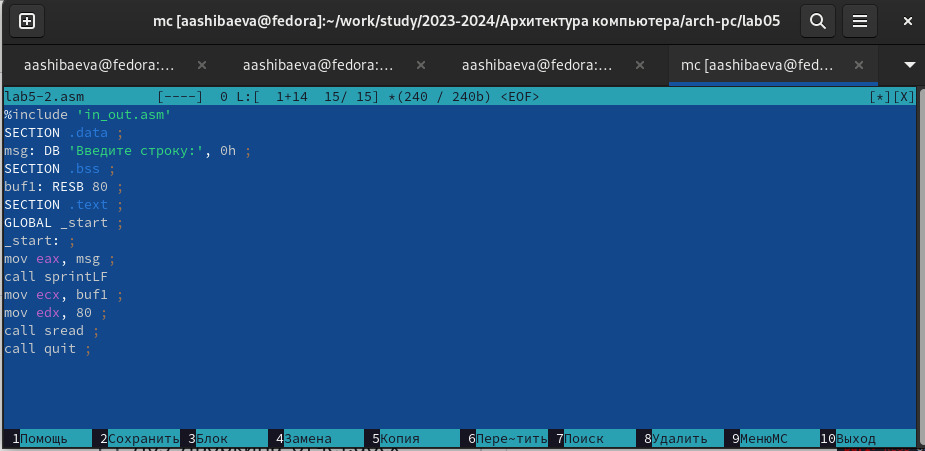 mc [aashibaeva@fedora]:~/work/study/2023-2024/Архитектура компьютера/arch-pc/lab05
aashibaeva@fedora:... aashibaeva@fedora:... aashibaeva@fedora:... mc [aashibaeva@fed...
lab5-2.asm [----] 0 L:[ 1+14 15/ 15] *(240 / 240b) <EOF> [*][X]
%include 'in_out.asm'
SECTION .data ;
msg: DB 'Введите строку:', 0h ;
SECTION .bss ;
buf1: RESB 80 ;
SECTION .text ;
GLOBAL _start ;
_start: ;
mov eax, msg ;
call sprintLF
mov ecx, buf1 ;
mov edx, 80 ;
call sread ;
call quit ;
1Помощь 2Сохранить 3Блок 4Замена 5Копия 6Пере~тить 7Поиск 8Удалить 9МенюMC 10Выход